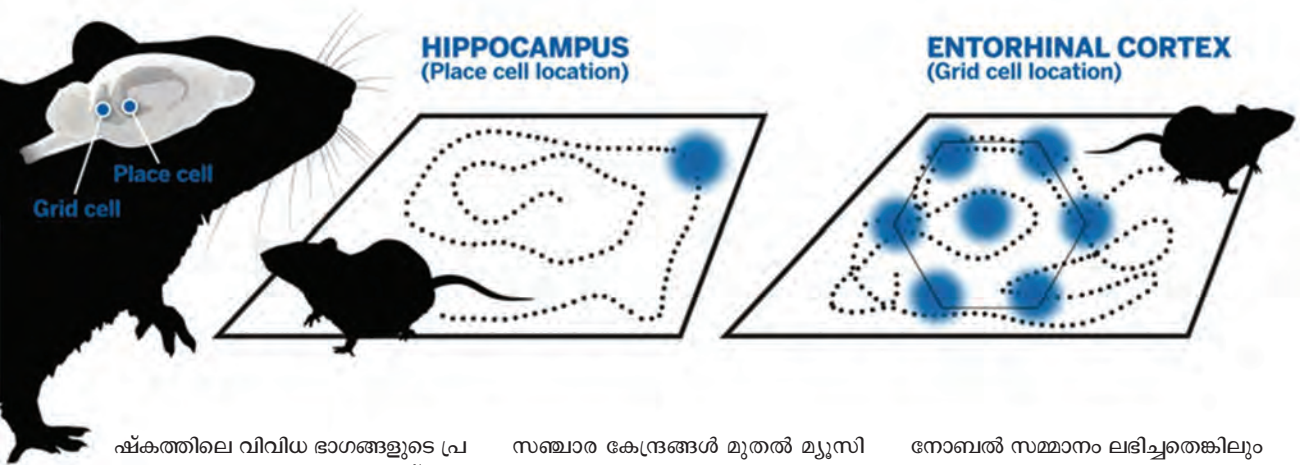 HIPPOCAMPUS
(Place cell location)
ENTORHINAL CORTEX
(Grid cell location)
Place cell
Grid cell
ഷ്കത്തിലെ വിവിധ ഭാഗങ്ങളുടെ പ്ര
സഞ്ചാര കേന്ദ്രങ്ങൾ മുതൽ മ്യൂസി
നോബൽ സമ്മാനം ലഭിച്ചതെങ്കിലും